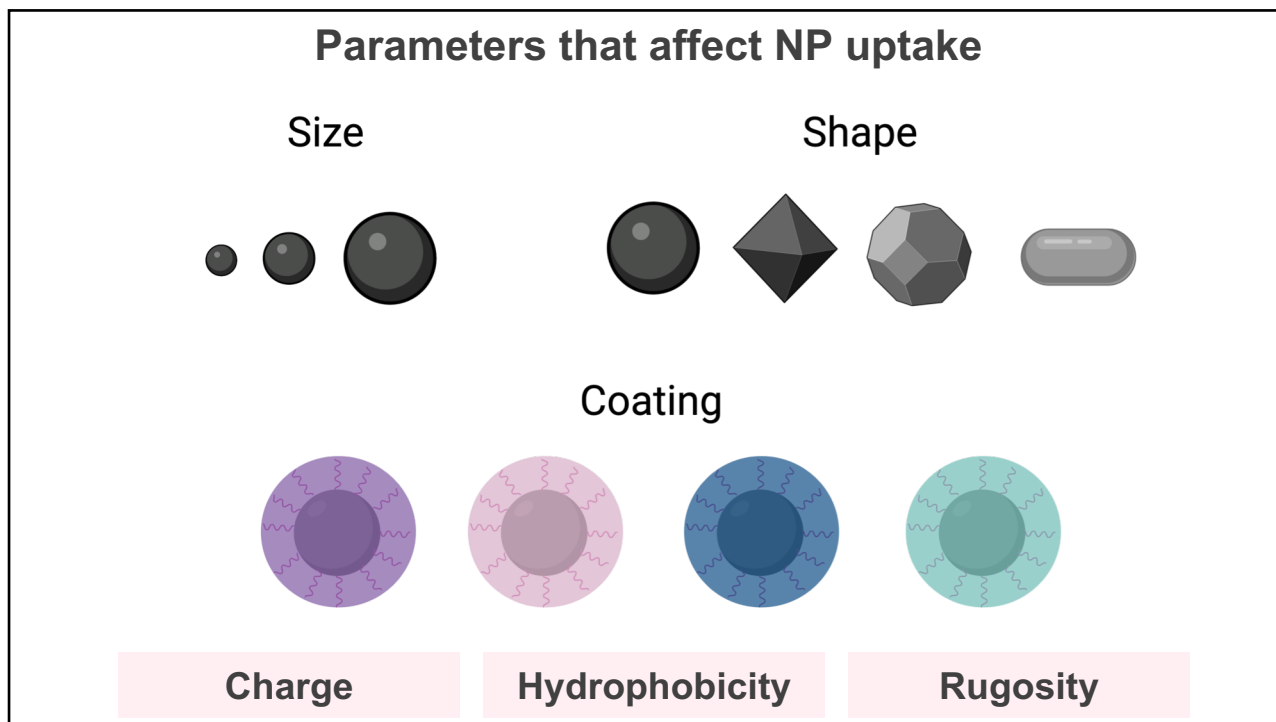 Parameters that affect NP uptake
Size
Shape
Coating
Charge
Hydrophobicity
Rugosity